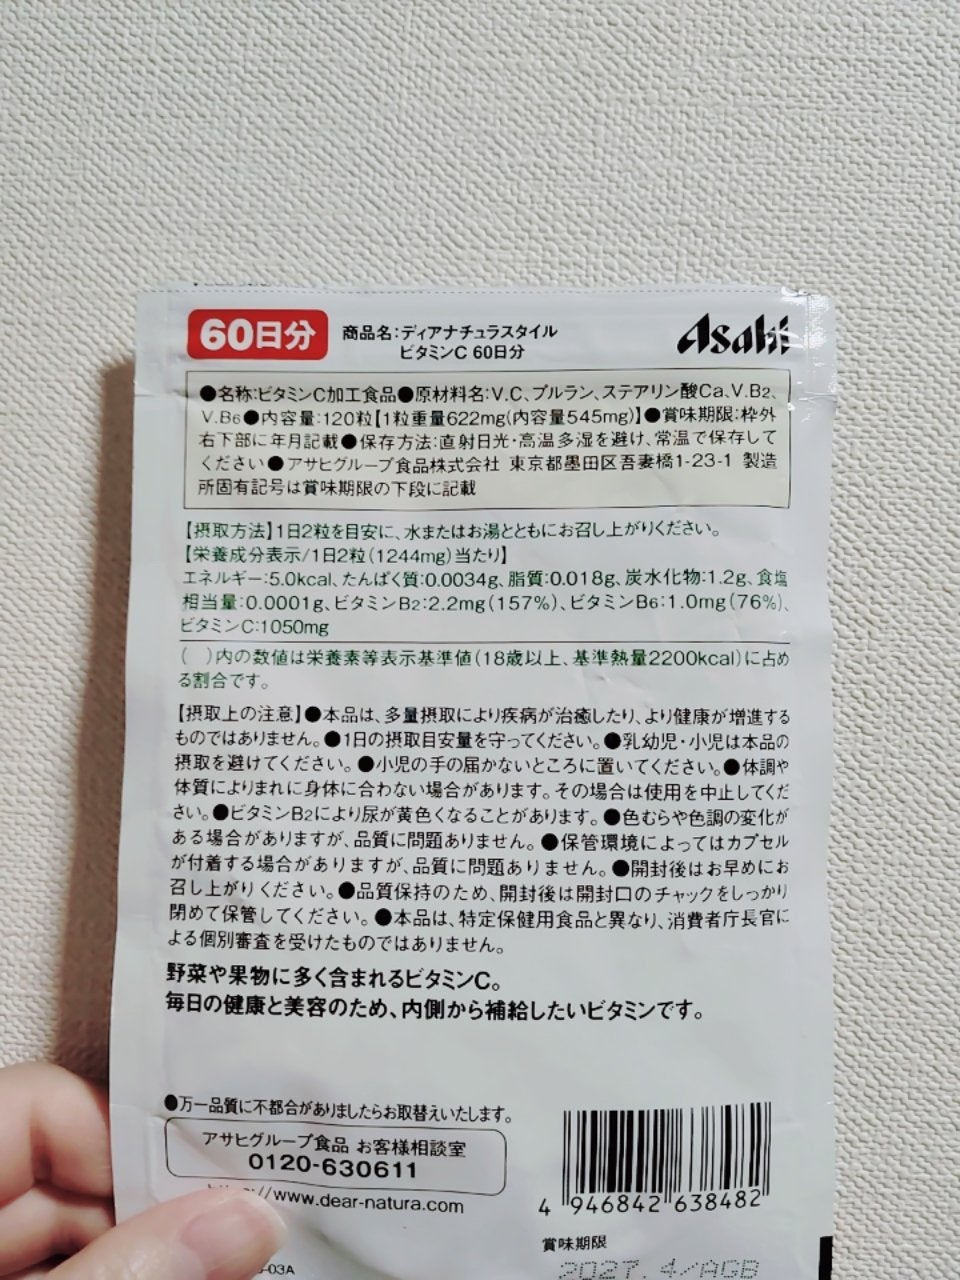 60日分
商品名:ディアナチュラスタイル
ビタミンC 60日分
Asahi
●名称:ビタミンC加工食品●原材料名:V.C、プルラン、ステアリン酸Ca、V.B2、
V.B6●内容量:120粒【1粒重量622mg(内容量545mg)】●賞味期限:枠外
右下部に年月記載●保存方法:直射日光・高温多湿を避け、常温で保存して
ください●アサヒグループ食品株式会社 東京都墨田区吾妻橋1-23-1 製造
所固有記号は賞味期限の下段に記載
【摂取方法】1日2粒を目安に、水またはお湯とともにお召し上がりください。
【栄養成分表示/1日2粒(1244mg)当たり】
エネルギー:5.0kcal、たんぱく質:0.0034g、脂質:0.018g、炭水化物:1.2g、食塩
相当量:0.0001g、ビタミンB2:2.2mg(157%)、ビタミンB6:1.0mg(76%)、
ビタミンC:1050mg
( )内の数値は栄養素等表示基準値(18歳以上、基準熱量2200kcal)に占め
る割合です。
【摂取上の注意】●本品は、多量摂取により疾病が治癒したり、より健康が増進する
ものではありません。●1日の摂取目安量を守ってください。●乳幼児・小児は本品の
摂取を避けてください。●小児の手の届かないところに置いてください。●体調や
体質によりまれに身体に合わない場合があります。その場合は使用を中止してくだ
さい。●ビタミンB2により尿が黄色くなることがあります。●色むらや色調の変化が
ある場合がありますが、品質に問題ありません。●保管環境によってはカプセル
が付着する場合がありますが、品質に問題ありません。●開封後はお早めにお
召し上がりください。●品質保持のため、開封後は開封口のチャックをしっかり
閉めて保管してください。●本品は、特定保健用食品と異なり、消費者庁長官に
よる個別審査を受けたものではありません。
野菜や果物に多く含まれるビタミンC。
毎日の健康と美容のため、内側から補給したいビタミンです。
●万一品質に不都合がありましたらお取替えいたします。
アサヒグループ食品 お客様相談室
0120-630611
www.dear-natura.com
4 946842 638482
賞味期限
2027.4/AGB
-03A